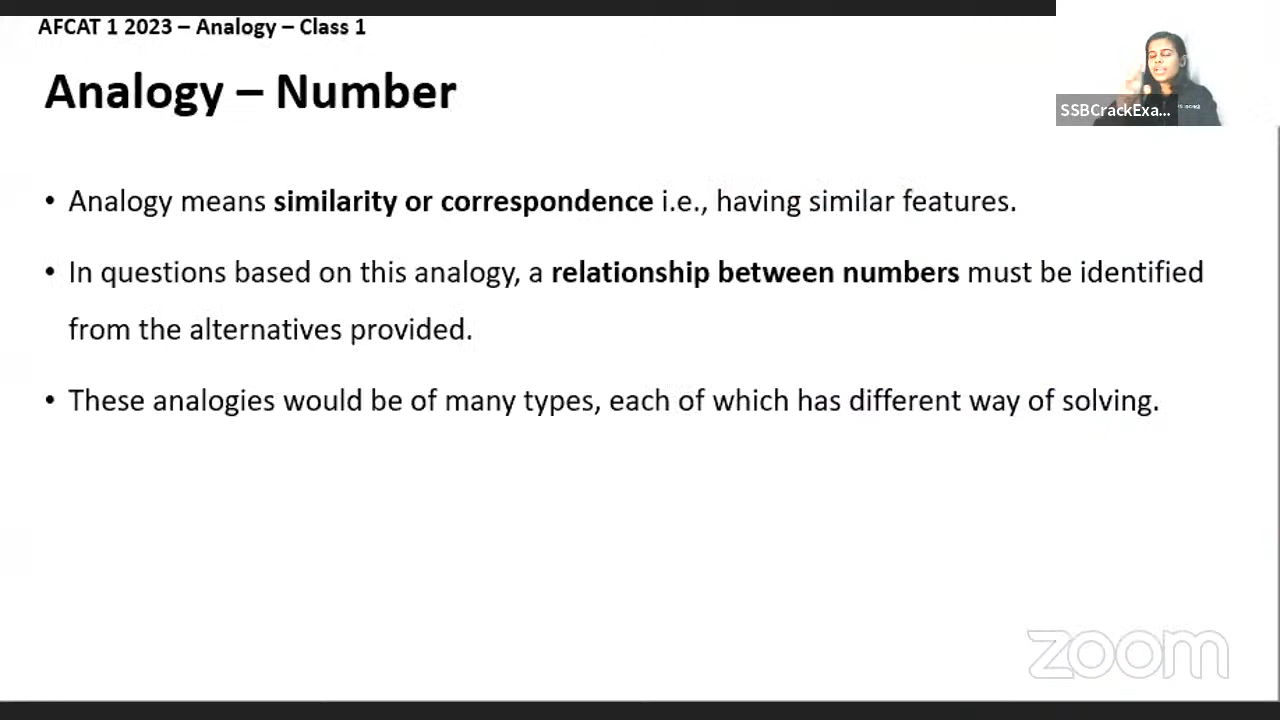 AFCAT 1 2023 – Analogy – Class 1
Analogy – Number
SSBCrackExa...
• Analogy means similarity or correspondence i.e., having similar features.
• In questions based on this analogy, a relationship between numbers must be identified
from the alternatives provided.
• These analogies would be of many types, each of which has different way of solving.
zoom